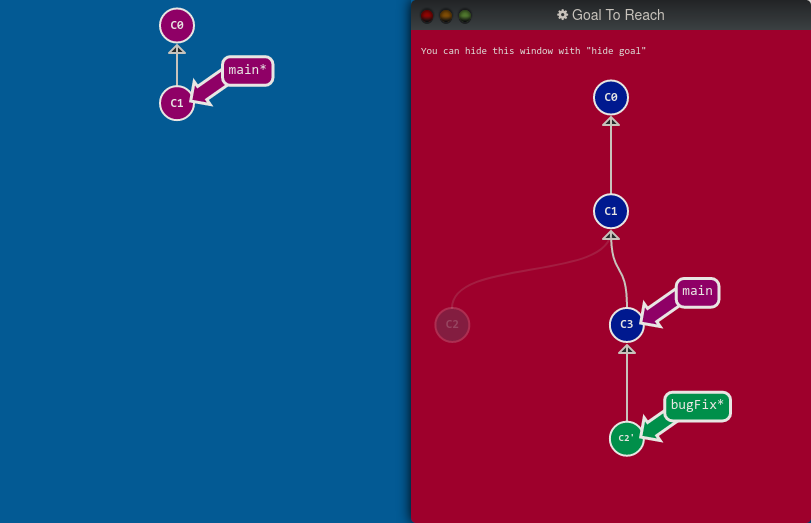 C0
main*
C1
Goal To Reach
You can hide this window with "hide goal"
C0
C1
main
C2
C3
bugFix*
C2'